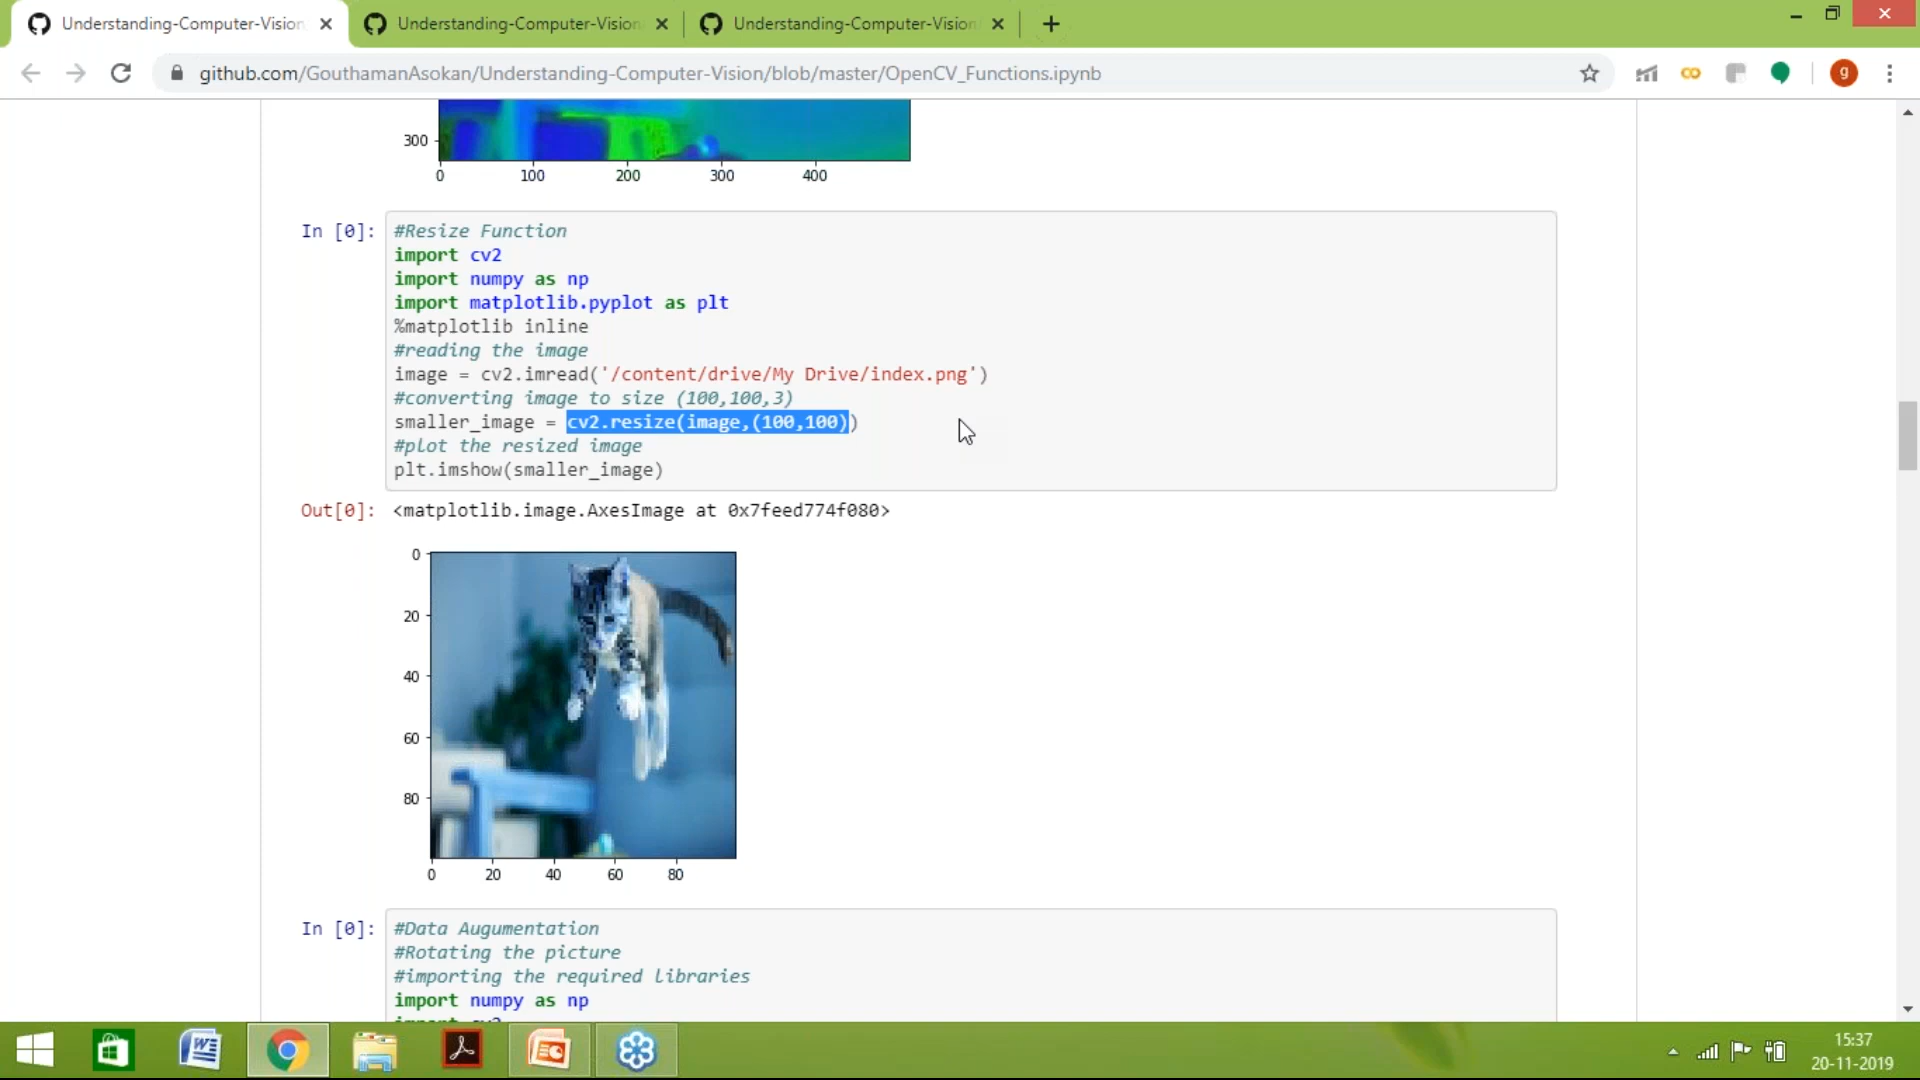 Understanding-Computer-Vision
Understanding-Computer-Vision
Understanding-Computer-Vision
github.com/GouthamanAsokan/Understanding-Computer-Vision/blob/master/OpenCV_Functions.ipynb
g
300
0 100 200 300 400
In [0]:
#Resize Function
import cv2
import numpy as np
import matplotlib.pyplot as plt
%matplotlib inline
#reading the image
image = cv2.imread('/content/drive/My Drive/index.png')
#converting image to size (100,100,3)
smaller_image = cv2.resize(image,(100,100))
#plot the resized image
plt.imshow(smaller_image)
Out[0]: <matplotlib.image.AxesImage at 0x7feed774f080>
0
20
40
60
80
0 20 40 60 80
In [0]:
#Data Augumentation
#Rotating the picture
#importing the required libraries
import numpy as np
import cv2
15:37
20-11-2019